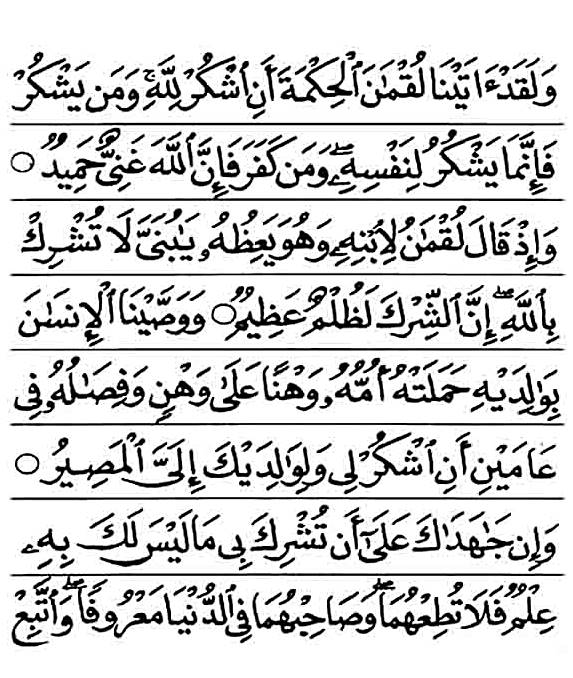 وَلَقَدْ ءَاتَيْنَا لُقْمَٰنَ ٱلْحِكْمَةَ أَنِ ٱشْكُرْ لِلَّهِ ۚ وَمَن يَشْكُرْ
فَإِنَّمَا يَشْكُرُ لِنَفْسِهِۦ ۖ وَمَن كَفَرَ فَإِنَّ ٱللَّهَ غَنِىٌّ حَمِيدٌ ۝
وَإِذْ قَالَ لُقْمَٰنُ لِٱبْنِهِۦ وَهُوَ يَعِظُهُۥ يَٰبُنَىَّ لَا تُشْرِكْ
بِٱللَّهِ ۖ إِنَّ ٱلشِّرْكَ لَظُلْمٌ عَظِيمٌ ۝ وَوَصَّيْنَا ٱلْإِنسَٰنَ
بِوَٰلِدَيْهِ حَمَلَتْهُ أُمُّهُۥ وَهْنًا عَلَىٰ وَهْنٍ وَفِصَٰلُهُۥ فِى
عَامَيْنِ أَنِ ٱشْكُرْ لِى وَلِوَٰلِدَيْكَ إِلَىَّ ٱلْمَصِيرُ ۝
وَإِن جَٰهَدَاكَ عَلَىٰٓ أَن تُشْرِكَ بِى مَا لَيْسَ لَكَ بِهِۦ
عِلْمٌ فَلَا تُطِعْهُمَا ۖ وَصَاحِبْهُمَا فِى ٱلدُّنْيَا مَعْرُوفًا ۖ وَٱتَّبِعْ